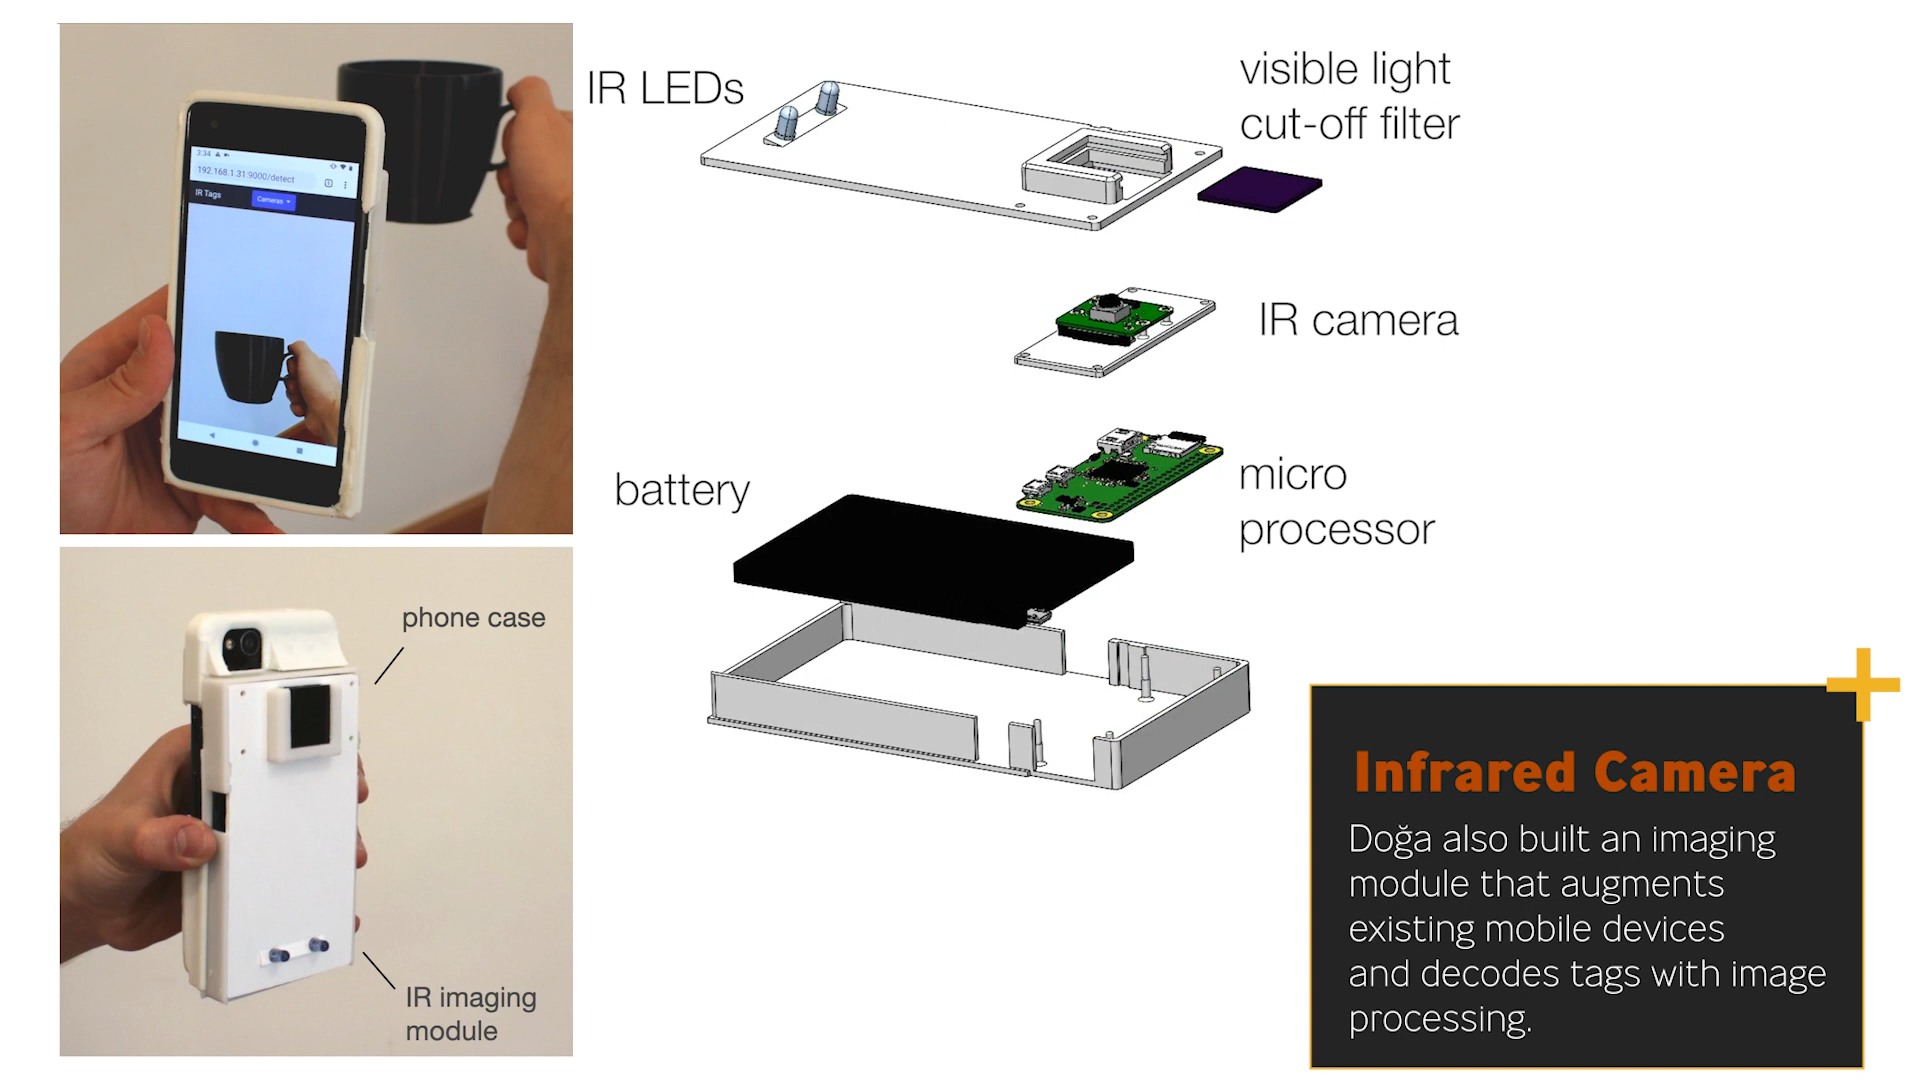 3:34
192.168.1.31:9000/detect
IR Tags
Cameras
phone case
IR imaging
module
IR LEDs
visible light
cut-off filter
IR camera
battery
micro
processor
Infrared Camera
Doğa also built an imaging
module that augments
existing mobile devices
and decodes tags with image
processing.